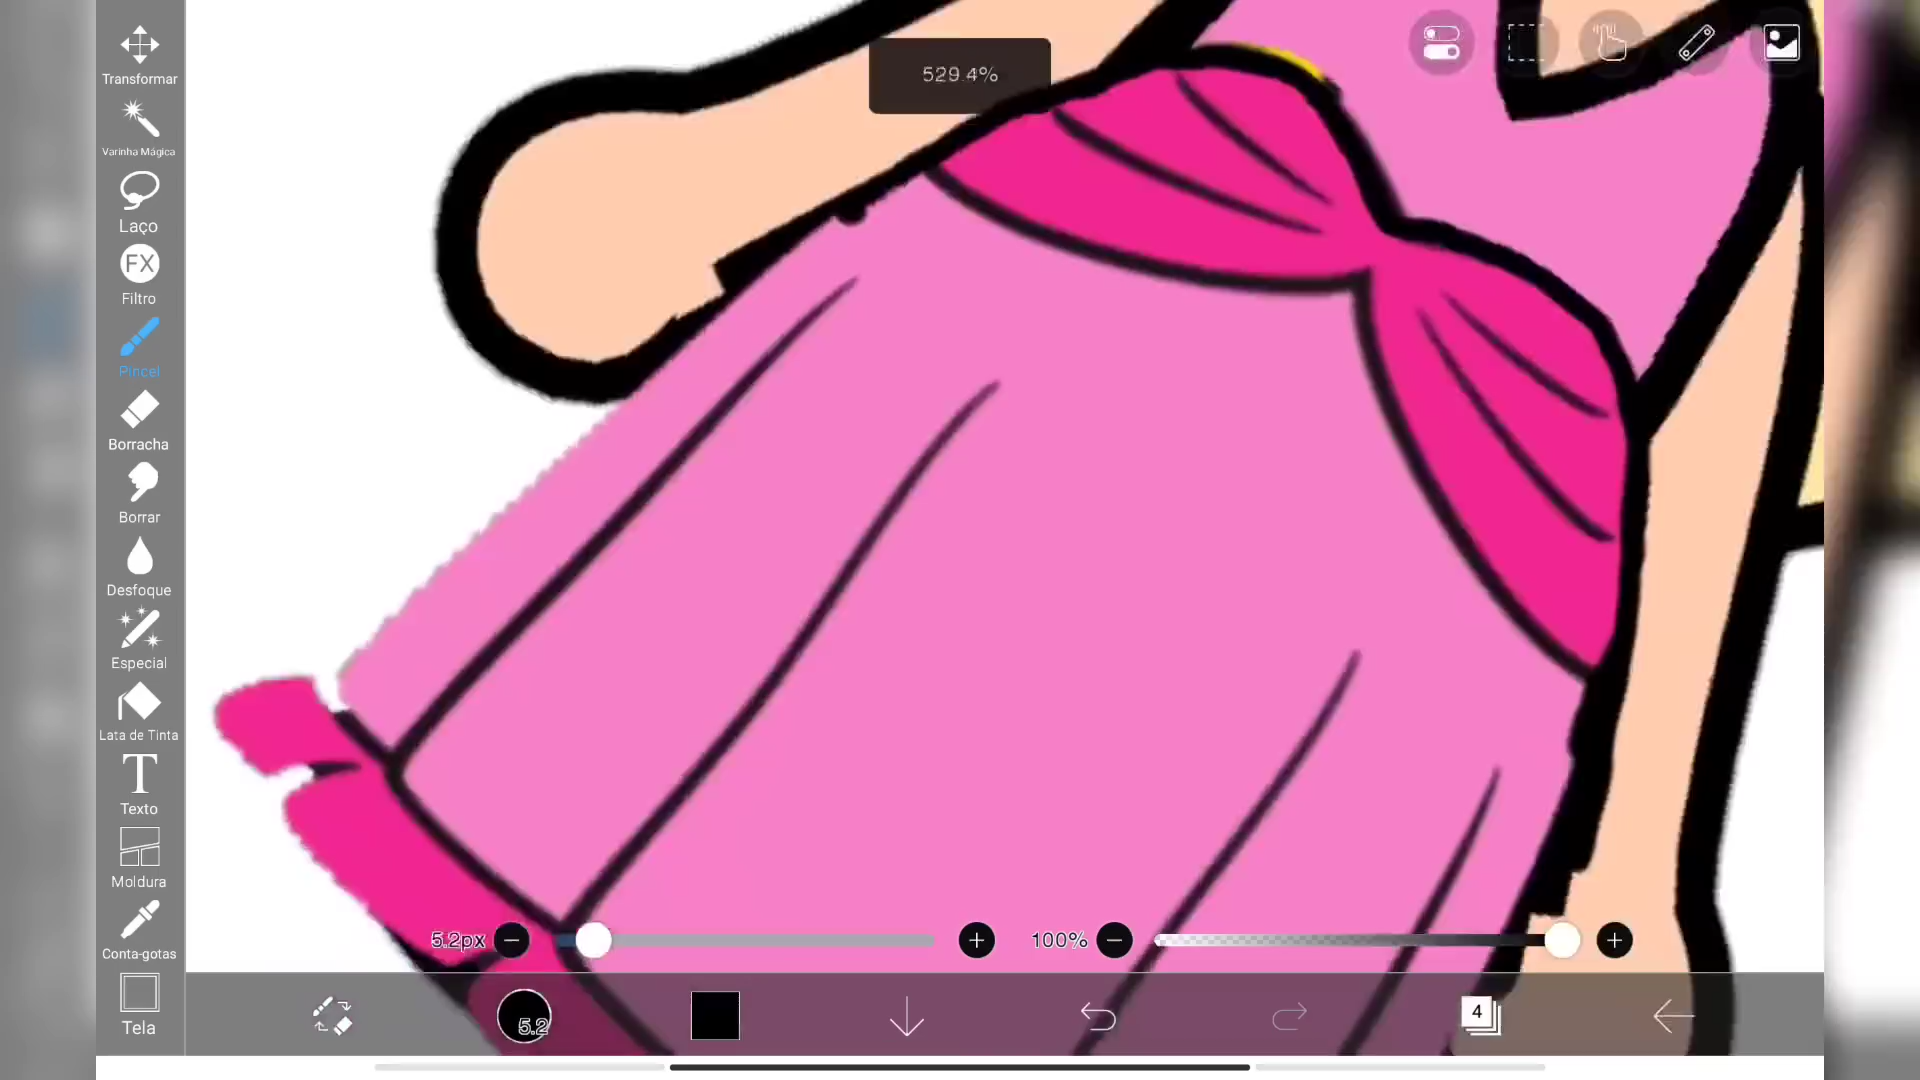 529.4%
Transformar
Varinha Mágica
Laço
FX
Filtro
Pincel
Borracha
Borrar
Desfoque
Especial
Lata de Tinta
T
Texto
Moldura
Conta-gotas
Tela
5.2px
100%
5.2
4